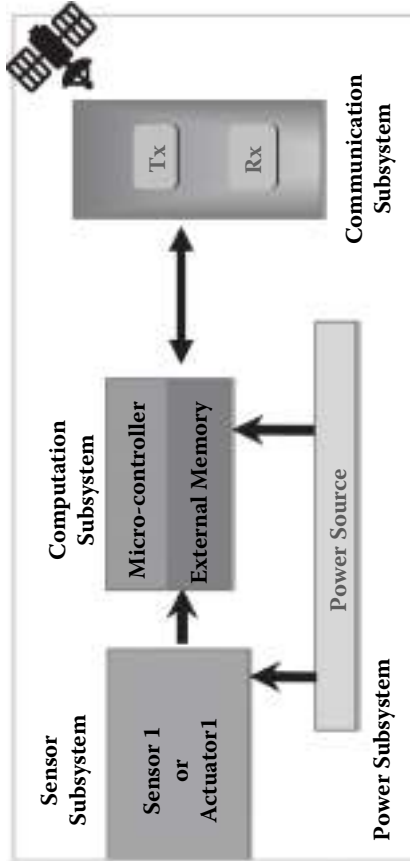 Sensor
Subsystem
Sensor 1
or
Actuator1
Computation
Subsystem
Micro-controller
External Memory
Tx
Rx
Communication
Subsystem
Power Source
Power Subsystem